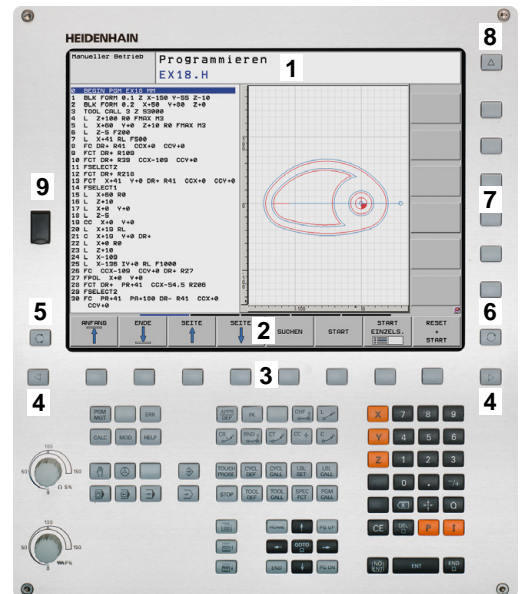 HEIDENHAIN
8
Manueller Betrieb
Programmieren
EX18.H
1
0 BEGIN PGM EX18 MM
1 BLK FORM 0.1 Z X-150 Y-55 Z-10
2 BLK FORM 0.2 X+50 Y+80 Z+0
3 TOOL CALL 3 Z S3000
4 L Z+100 R0 FMAX M3
5 L X+60 Y+0 Z+10 R0 FMAX M3
6 L Z-5 F200
7 L X+41 RL F500
8 FC DR+ R41 CCX+0 CCY+0
9 FCT DR+ R109
10 FCT DR+ R39 CCX-109 CCY+0
11 FSELECT2
12 FCT DR+ R218
13 FCT X+41 Y+0 DR+ R41 CCX+0 CCY+0
14 FSELECT1
15 L X+60 R0
16 L Z+10
17 L X+0 Y+0
18 L Z-5
19 CC X+0 Y+0
20 L X+19 RL
21 C X+19 Y+0 DR+
22 L X+0 R0
23 L Z+10
24 L X-109
25 L X-135 IY+0 RL F1000
26 FC CCX-109 CCY+0 DR+ R27
27 FPOL X+0 Y+0
28 FCT DR+ PR+41 CCX-54.5 R206
29 FSELECT2
30 FC PR+41 PA+180 DR- R41 CCX+0
CCY+0
9
7
5
6
ANFANG
ENDE
SEITE
SEITE
2
SUCHEN
START
START
EINZELS.
RESET
+
START
4
3
4
PGM
MGT
ERR
CALC
MOD
HELP
APPR
DEP
FK
CHF
L
CR
RND
CT
CC
C
TOUCH
PROBE
CYCL
DEF
CYCL
CALL
LBL
SET
LBL
CALL
STOP
TOOL
DEF
TOOL
CALL
SPEC
FCT
PGM
CALL
HOME
PG UP
GOTO
END
PG DN
X 7 8 9
Y 4 5 6
Z 1 2 3
0 . -/+
Q
CE
DEL
P
I
NO
ENT
ENT
END
150
50
0
S %
150
50
0
F %